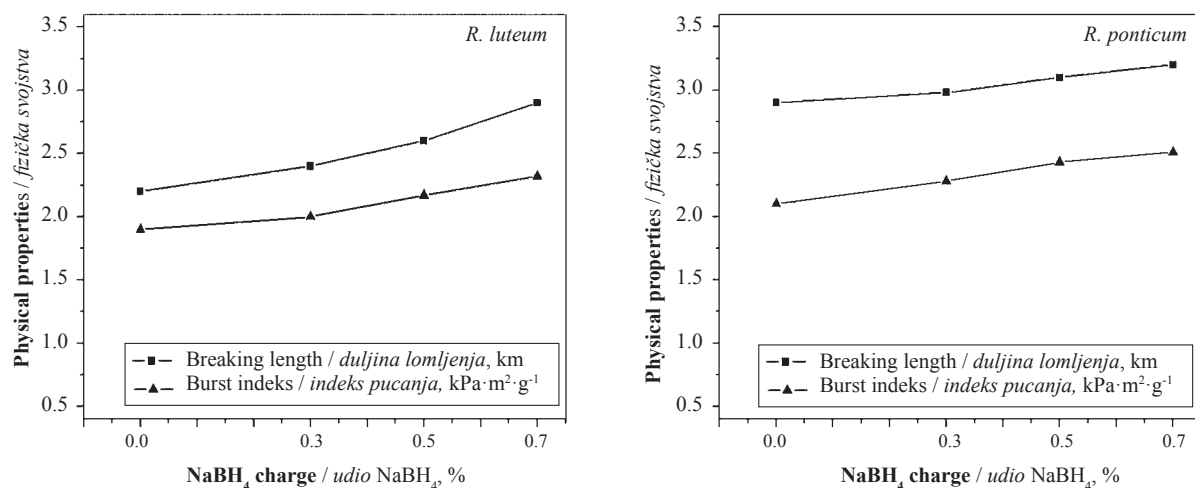 Physical properties / fizička svojstva
3.5
3.0
2.5
2.0
1.5
1.0
0.5
R. luteum
Breaking length / duljina lomljenja, km
Burst indeks / indeks pucanja, kPa·m²·g⁻¹
0.0 0.3 0.5 0.7
NaBH₄ charge / udio NaBH₄, %
Physical properties / fizička svojstva
3.5
3.0
2.5
2.0
1.5
1.0
0.5
R. ponticum
Breaking length / duljina lomljenja, km
Burst indeks / indeks pucanja, kPa·m²·g⁻¹
0.0 0.3 0.5 0.7
NaBH₄ charge / udio NaBH₄, %